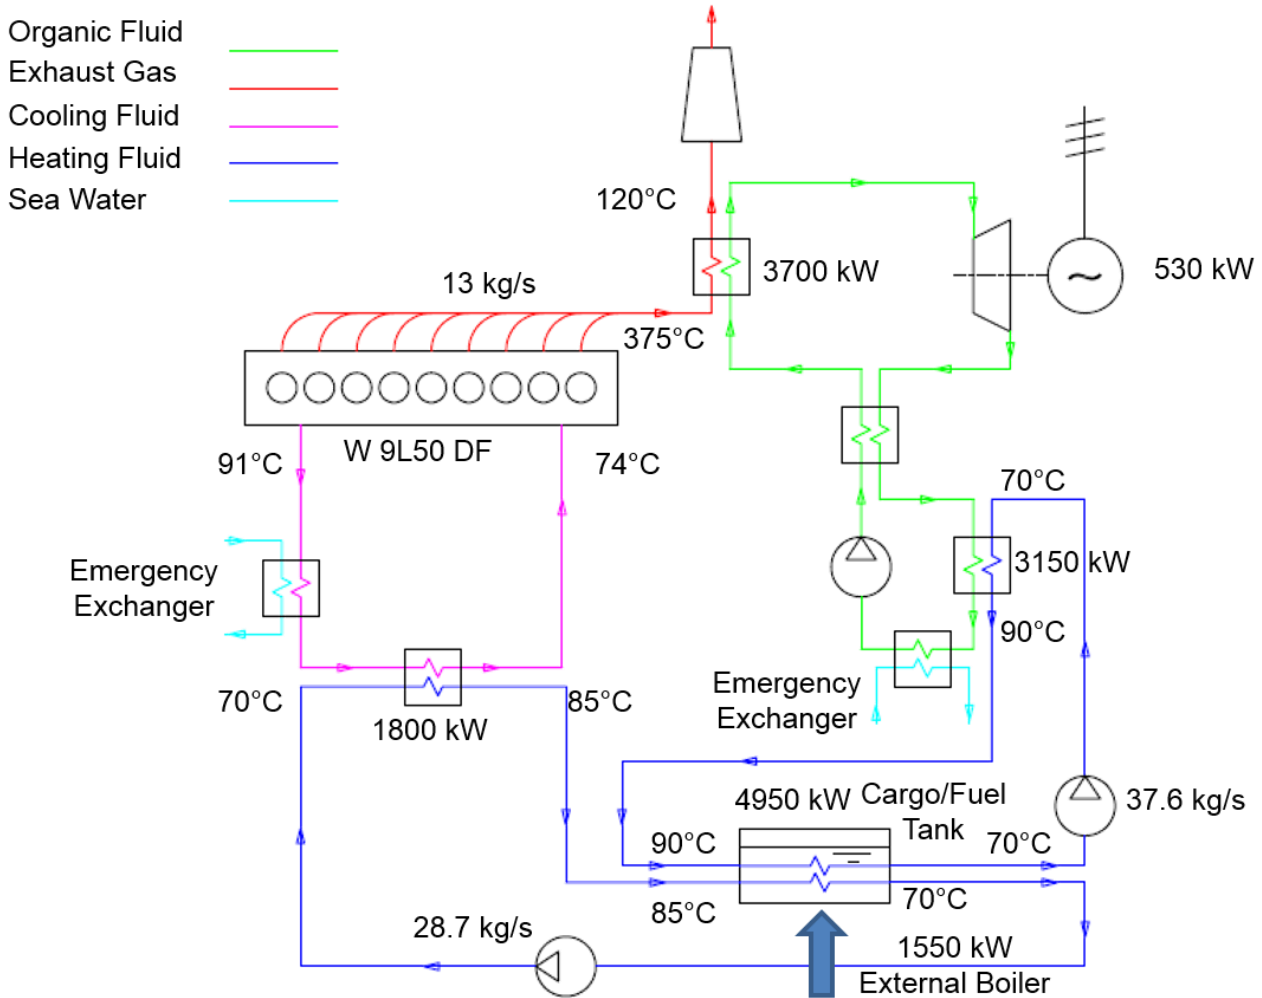 Organic Fluid
Exhaust Gas
Cooling Fluid
Heating Fluid
Sea Water
120°C
3700 kW
530 kW
13 kg/s
375°C
W 9L50 DF
91°C
74°C
70°C
3150 kW
90°C
Emergency
Exchanger
70°C
85°C
1800 kW
Emergency
Exchanger
4950 kW
Cargo/Fuel
Tank
37.6 kg/s
90°C
70°C
85°C
70°C
28.7 kg/s
1550 kW
External Boiler